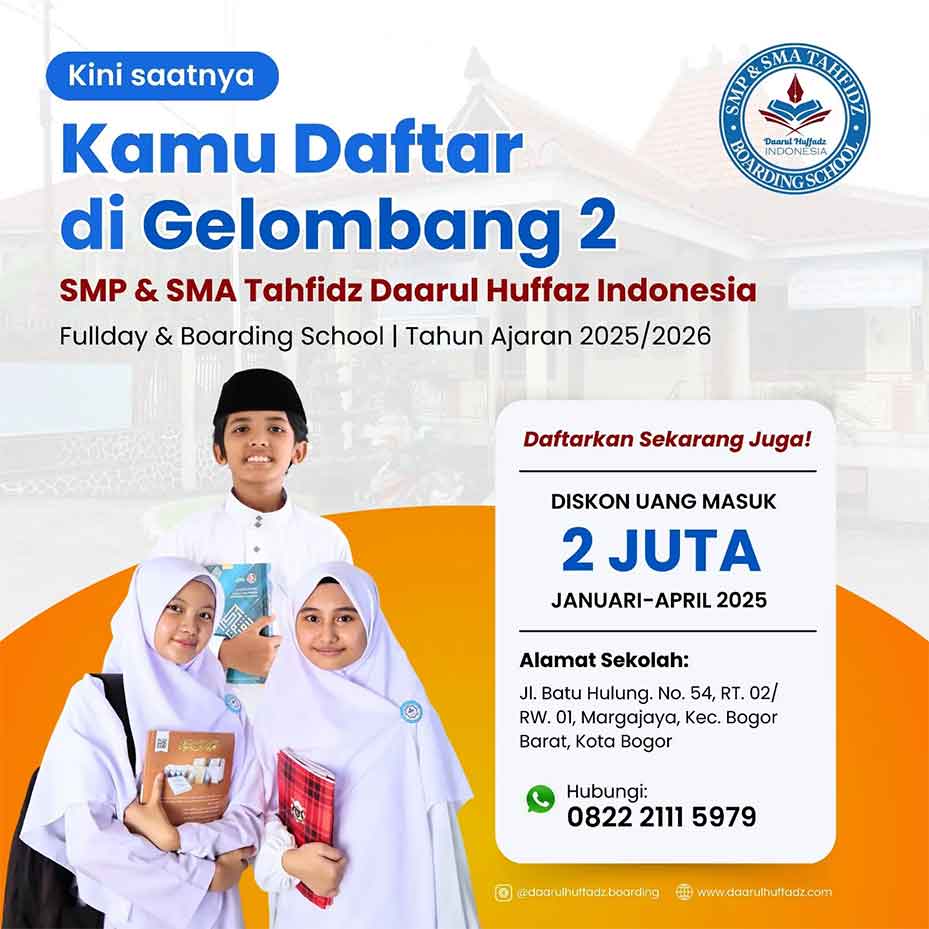 Kini saatnya
Kamu Daftar
di Gelombang 2
SMP & SMA Tahfidz Daarul Huffaz Indonesia
Fullday & Boarding School | Tahun Ajaran 2025/2026
SMP & SMA TAHFIDZ
Daarul Huffadz
INDONESIA
BOARDING SCHOOL
Daftarkan Sekarang Juga!
DISKON UANG MASUK
2 JUTA
JANUARI-APRIL 2025
Alamat Sekolah:
Jl. Batu Hulung. No. 54, RT. 02/
RW. 01, Margajaya, Kec. Bogor
Barat, Kota Bogor
Hubungi:
0822 2111 5979
@daarulhuffadz.boarding
www.daarulhuffadz.com